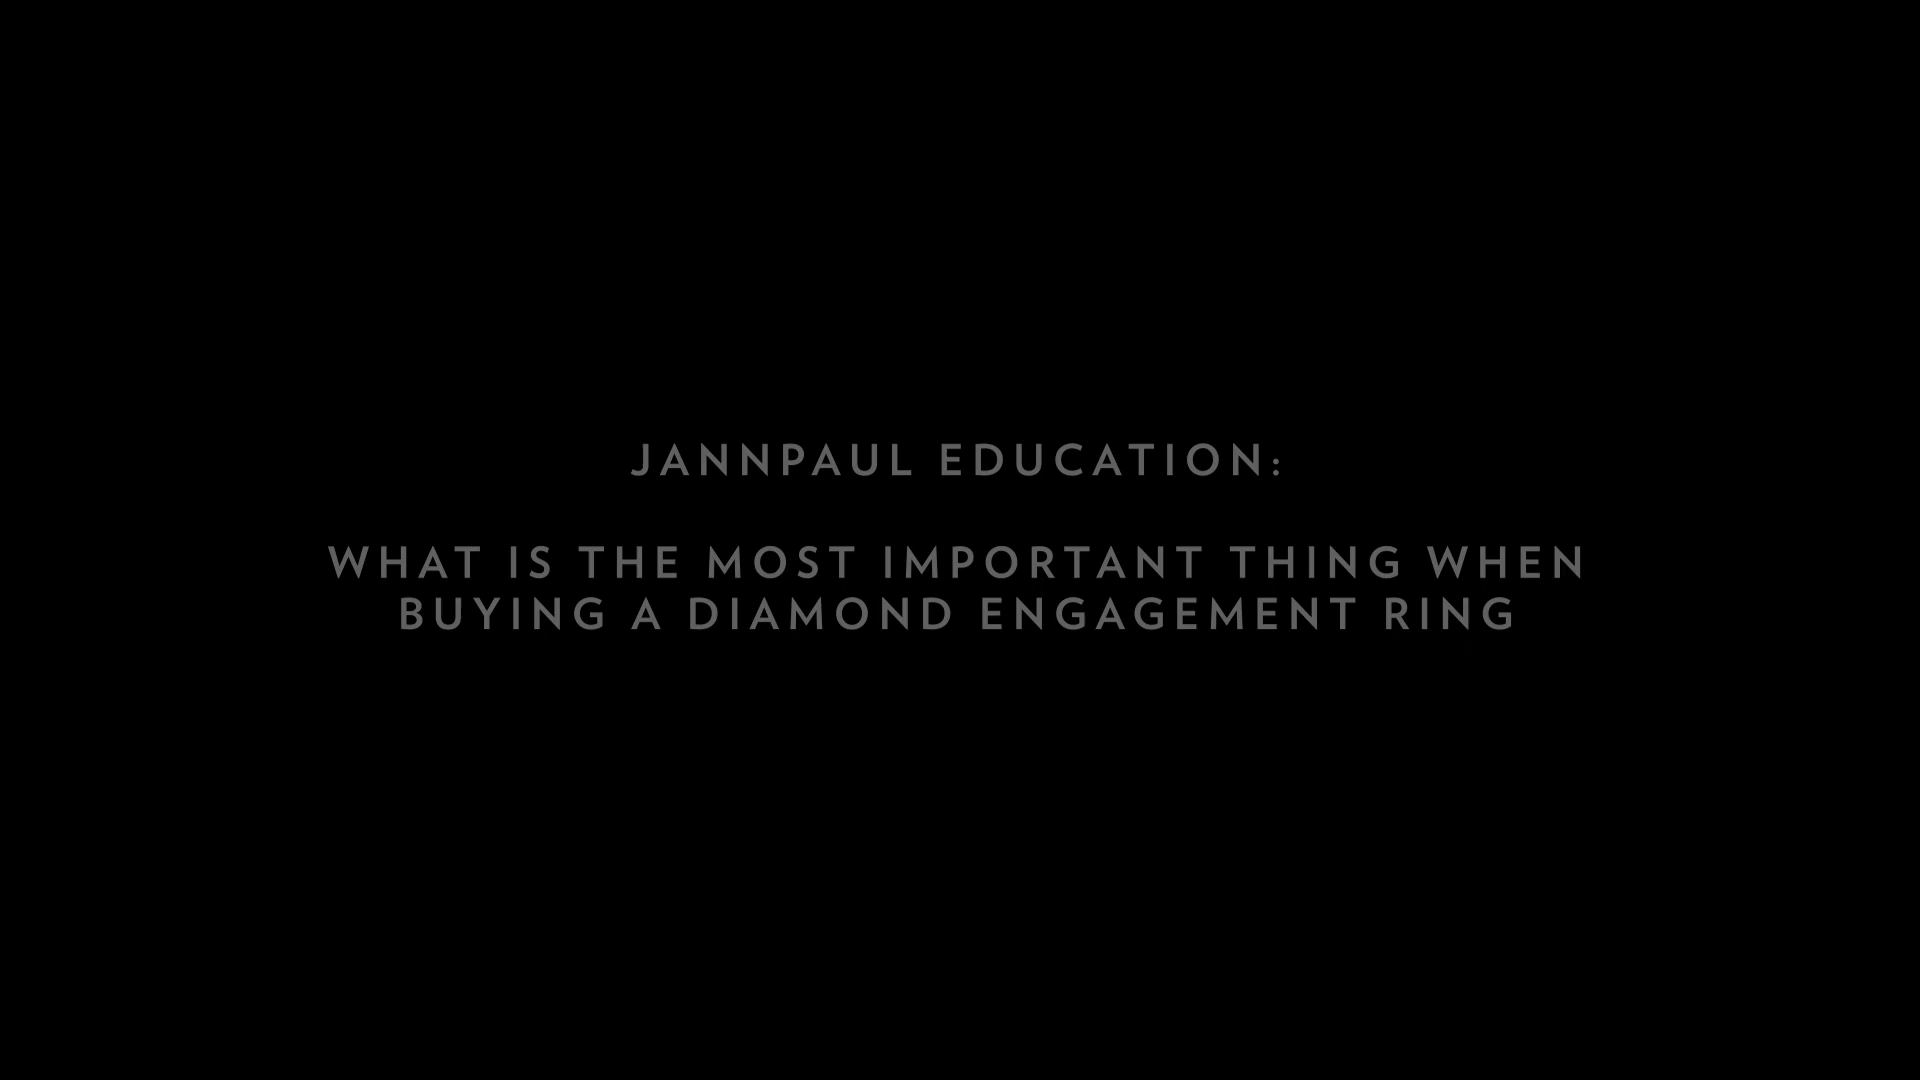 JANNPAUL EDUCATION:
WHAT IS THE MOST IMPORTANT THING WHEN
BUYING A DIAMOND ENGAGEMENT RING